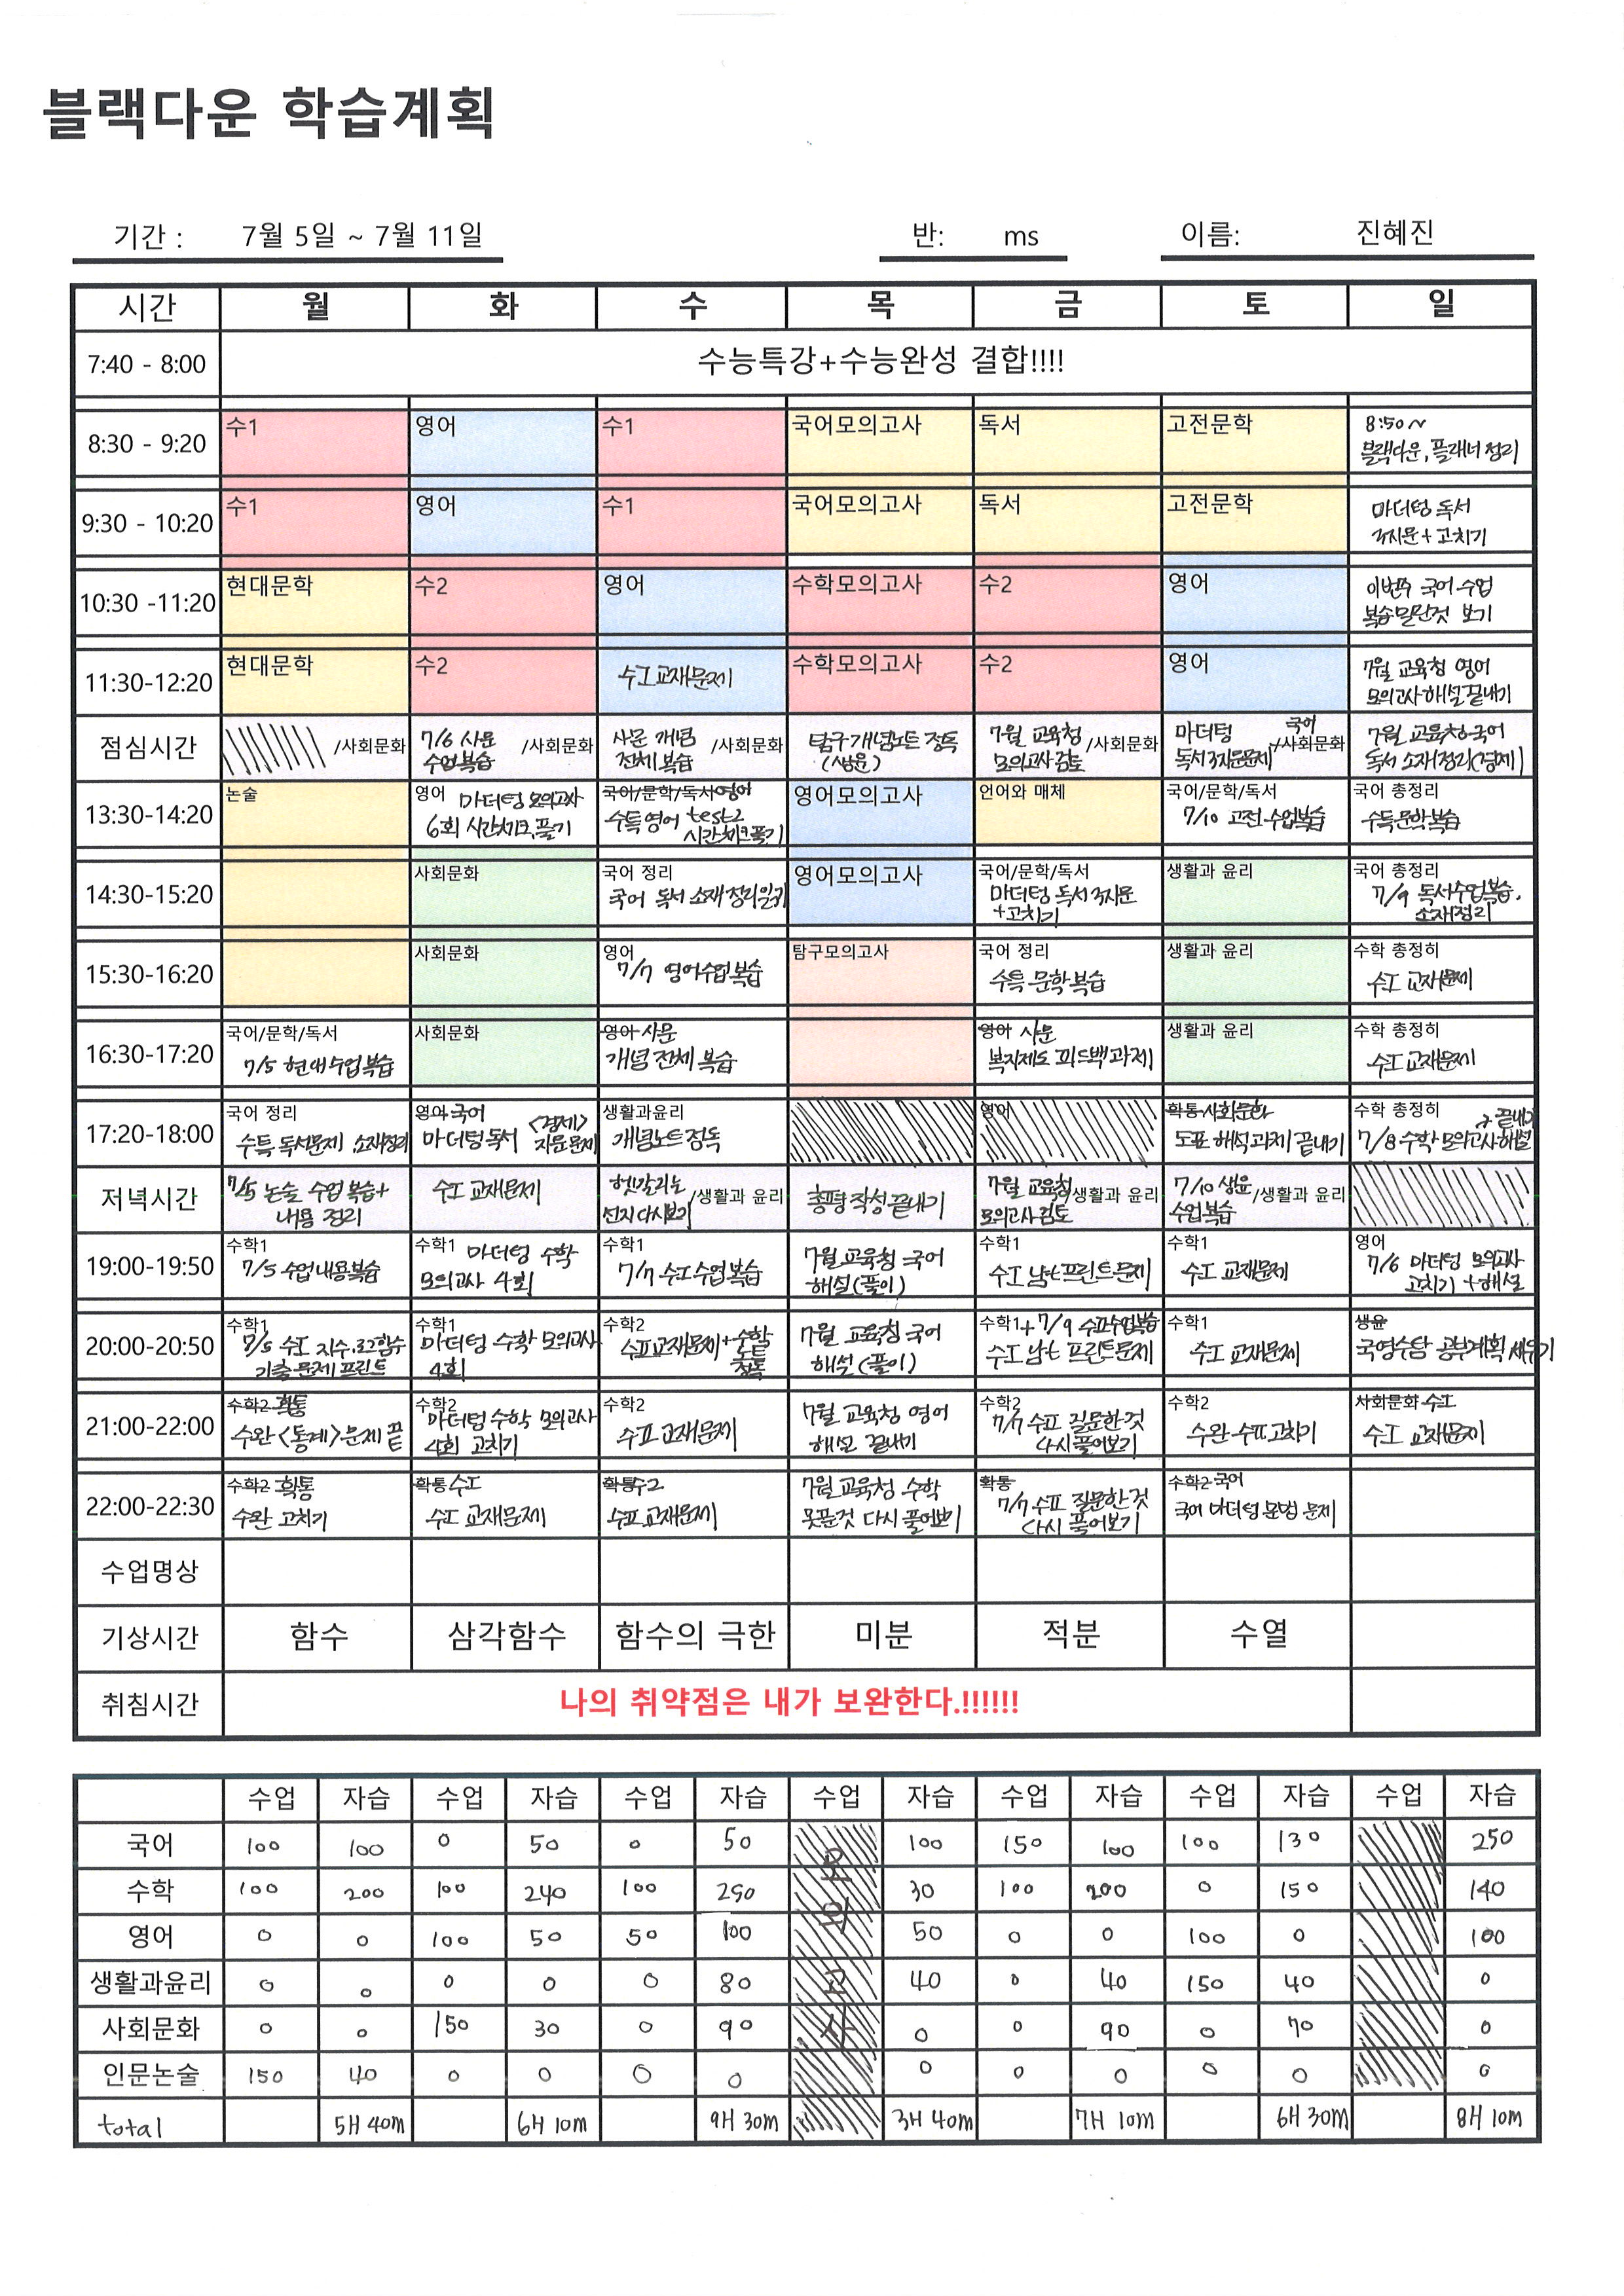 블랙다운 학습계획
기간 : 7월 5일 ~ 7월 11일 반: ms 이름: 진혜진
시간 월 화 수 목 금 토 일
7:40 - 8:00 수능특강+수능완성 결합!!!!
8:30 - 9:20 수1 영어 수1 국어모의고사 독서 고전문학 8:50~
블랙다운, 플래너 정리
9:30 - 10:20 수1 영어 수1 국어모의고사 독서 고전문학 마더텅 독서
3지문 + 고치기
10:30 -11:20 현대문학 수2 영어 수학모의고사 수2 영어 이번주 국어 수업
복습 밀린것 보기
11:30-12:20 현대문학 수2 수I 교재문제 수학모의고사 수2 영어 7월 교육청 영어
모의고사 해설 끝내기
점심시간 /사회문화 7/6 사문 수업복습 /사회문화 사문 개념 전체 복습 /사회문화 탐구 개념노트 정독 (생윤) 7월 교육청 모의고사 검토 /사회문화 마더텅 독서 3지문문제 국어 /사회문화 7월 교육청 국어
독서 소재정리(경제)
13:30-14:20 논술 영어 마더텅 모의고사 6회 시간체크,풀기 국어/문학/독서 영어 수특영어 test2 시간체크풀기 영어모의고사 언어와 매체 국어/문학/독서 7/10 고전수업복습 국어 총정리
수특문학복습
14:30-15:20 사회문화 국어 정리 국어 독서 소재정리읽기 영어모의고사 국어/문학/독서 마더텅 독서 3지문 +고치기 생활과 윤리 국어 총정리
7/9 독서수업복습, 소재정리
15:30-16:20 사회문화 영어 7/7 영어수업복습 탐구모의고사 국어 정리 수특 문학복습 생활과 윤리 수학 총정히
수I 교재문제
16:30-17:20 국어/문학/독서 7/5 현대수업복습 사회문화 영어 사문 개념 전체 복습 영어 사문 복지제도 피드백과제 생활과 윤리 수학 총정히
수I 교재문제
17:20-18:00 국어 정리 수특 독서문제, 소재정리 영어 국어 마더텅독서 <경제> 지문문제 생활과윤리 개념노트정독 영어 확통 사회문화 도표 해석과제 끝내기 수학 총정히
7/8 수학모의고사해설 끝내기
저녁시간 7/5 논술 수업 복습+ 내용 정리 수I 교재문제 헷갈리는 선지 다시보기 /생활과 윤리 총평작성끝내기 7월 교육청 모의고사 검토 /생활과 윤리 7/10 생윤 수업복습 /생활과 윤리
19:00-19:50 수학1 7/5 수업내용복습 수학1 마더텅 수학 모의고사 4회 수학1 7/7 수I수업복습 7월 교육청 국어 해설(풀이) 수학1 수I 남은프린트문제 수학1 수I 교재문제 영어
7/6 마더텅 모의고사 고치기 + 해설
20:00-20:50 수학1 7/5 수I 지수,로그함수 기출문제 프린트 수학1 마더텅 수학 모의고사 4회 수학2 수II교재문제+수학 노트 정독 7월 교육청 국어 해설(풀이) 수학1 +7/9 수II수업복습 수I 남은 프린트문제 수학1 수I 교재문제 생윤
국영수탐 공부계획 세우기
21:00-22:00 수학2 확통 수완 <통계>문제 끝 수학2 마더텅수학 모의고사 4회 고치기 수학2 수II 교재문제 7월 교육청 영어 해설 끝내기 수학2 7/7 수II 질문한것 다시풀어보기 수학2 수완 수II고치기 사회문화 수I
수I 교재문제
22:00-22:30 수학2 확통 수완 고치기 확통 수I 수I 교재문제 확통 수2 수II교재문제 7월교육청 수학 못푼것 다시 풀어보기 확통 7/7 수II 질문한것 다시 풀어보기 수학2 국어 국어 마더텅 문법 문제
수업명상
기상시간 함수 삼각함수 함수의 극한 미분 적분 수열
취침시간 나의 취약점은 내가 보완한다.!!!!!!
수업 자습 수업 자습 수업 자습 수업 자습 수업 자습 수업 자습 수업 자습
국어 100 100 0 50 0 50 100 150 100 100 130 250
수학 100 200 100 240 100 250 30 100 200 0 150 140
영어 0 0 100 50 50 100 50 0 0 100 0 100
생활과윤리 0 0 0 0 0 80 40 0 40 150 40 0
사회문화 0 0 150 30 0 90 0 0 90 0 70 0
인문논술 150 40 0 0 0 0 0 0 0 0 0 0
모의고사
total 5H 40m 6H 10m 9H 30m 3H 40m 7H 10m 6H 30m 8H 10m